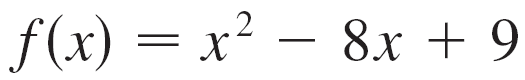 f(x) = x² − 8x + 9